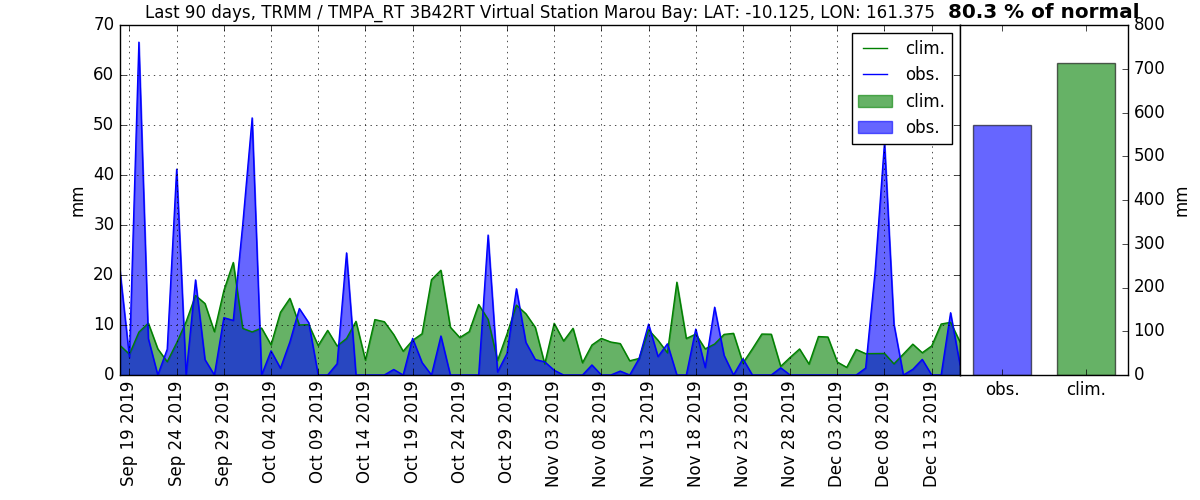 Last 90 days, TRMM / TMPA_RT 3B42RT Virtual Station Marou Bay: LAT: -10.125, LON: 161.375 80.3 % of normal
70
60
50
40
30
20
10
0
mm
clim.
obs.
clim.
obs.
800
700
600
500
400
300
200
100
0
mm
Sep 19 2019
Sep 24 2019
Sep 29 2019
Oct 04 2019
Oct 09 2019
Oct 14 2019
Oct 19 2019
Oct 24 2019
Oct 29 2019
Nov 03 2019
Nov 08 2019
Nov 13 2019
Nov 18 2019
Nov 23 2019
Nov 28 2019
Dec 03 2019
Dec 08 2019
Dec 13 2019
obs.
clim.